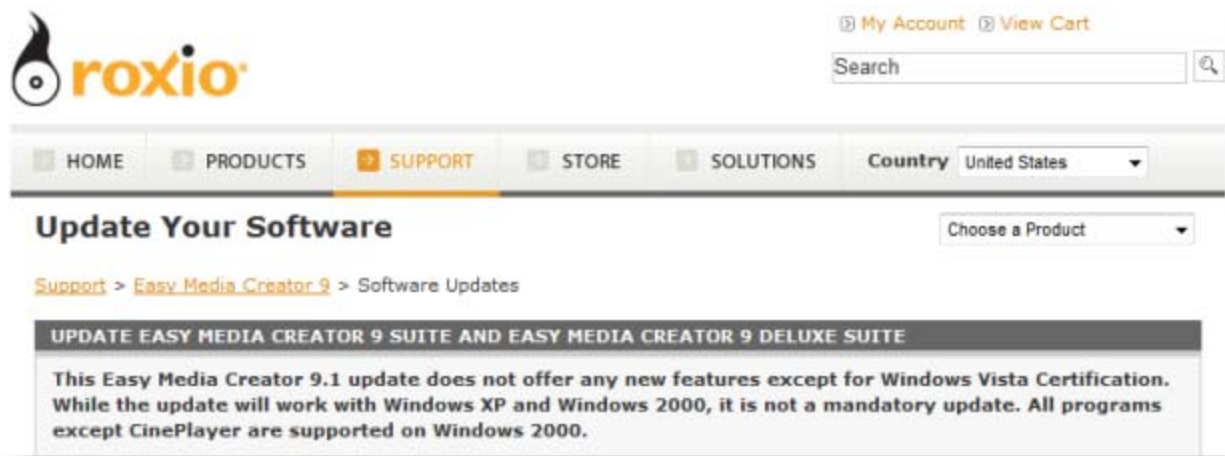 My Account View Cart
roxio
Search
HOME PRODUCTS SUPPORT STORE SOLUTIONS Country United States
Update Your Software
Choose a Product
Support > Easy Media Creator 9 > Software Updates
UPDATE EASY MEDIA CREATOR 9 SUITE AND EASY MEDIA CREATOR 9 DELUXE SUITE
This Easy Media Creator 9.1 update does not offer any new features except for Windows Vista Certification.
While the update will work with Windows XP and Windows 2000, it is not a mandatory update. All programs
except CinePlayer are supported on Windows 2000.